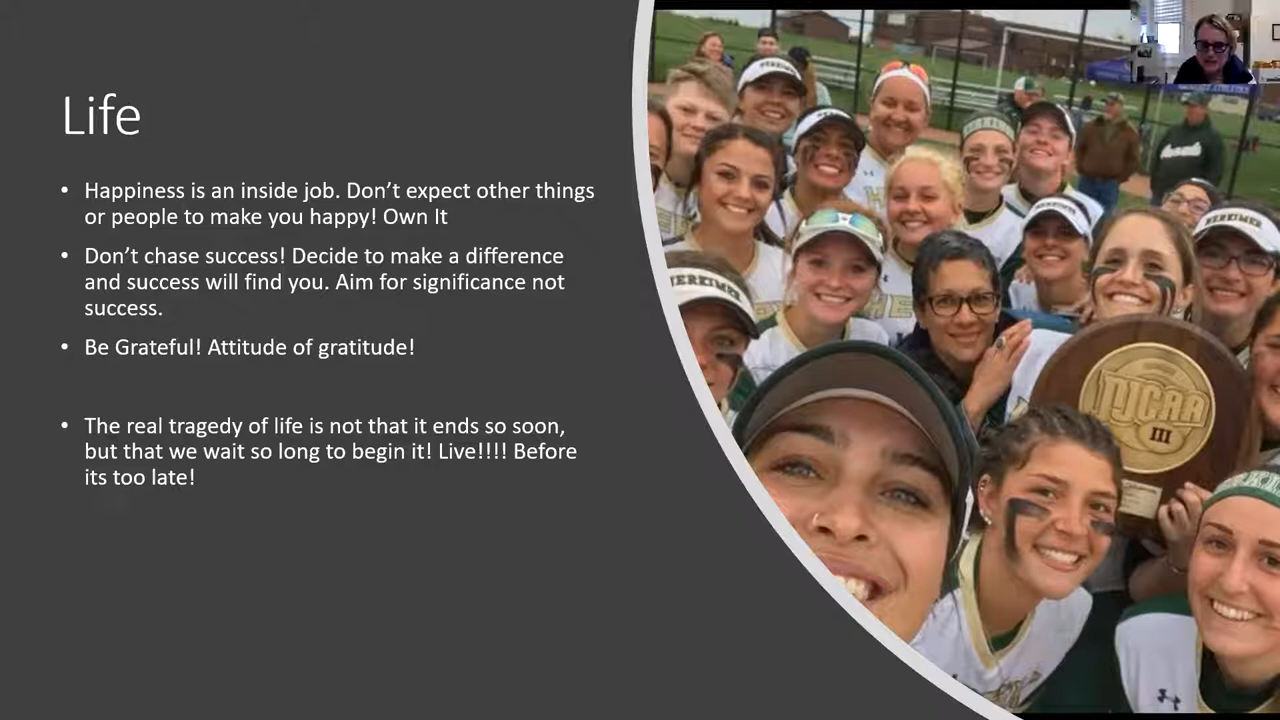 Life
• Happiness is an inside job. Don’t expect other things
or people to make you happy! Own It
• Don’t chase success! Decide to make a difference
and success will find you. Aim for significance not
success.
• Be Grateful! Attitude of gratitude!
• The real tragedy of life is not that it ends so soon,
but that we wait so long to begin it! Live!!!! Before
its too late!
HERKIMER
HERKIMER
NJCAA
III